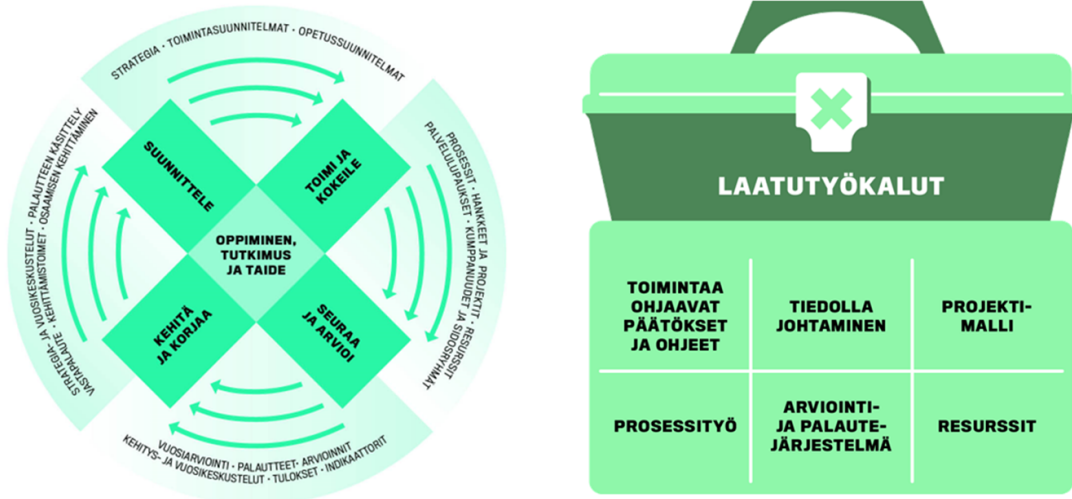 STRATEGIA · TOIMINTASUUNNITELMAT · OPETUSSUUNNITELMAT
SUUNNITTELE
TOIMI JA
KOKEILE
PROSESSIT · HANKKEET JA PROJEKTIT · RESURSSIT
PALVELULUPAUKSET · KUMPPANUUDET JA SIDOSRYHMÄT
OPPIMINEN,
TUTKIMUS
JA TAIDE
SEURAA
JA ARVIOI
VUOSIARVIOINTI · PALAUTTEET · ARVIOINNIT
KEHITYS- JA VUOSIKESKUSTELUT · TULOKSET · INDIKAATTORIT
KEHITÄ
JA KORJAA
STRATEGIA- JA VUOSIKESKUSTELUT · PALAUTTEEN KÄSITTELY
VASTAPALAUTE · KEHITTÄMISTOIMET · OSAAMISEN KEHITTÄMINEN
LAATUTYÖKALUT
TOIMINTAA
OHJAAVAT
PÄÄTÖKSET
JA OHJEET
TIEDOLLA
JOHTAMINEN
PROJEKTI-
MALLI
PROSESSITYÖ
ARVIOINTI-
JA PALAUTE-
JÄRJESTELMÄ
RESURSSIT